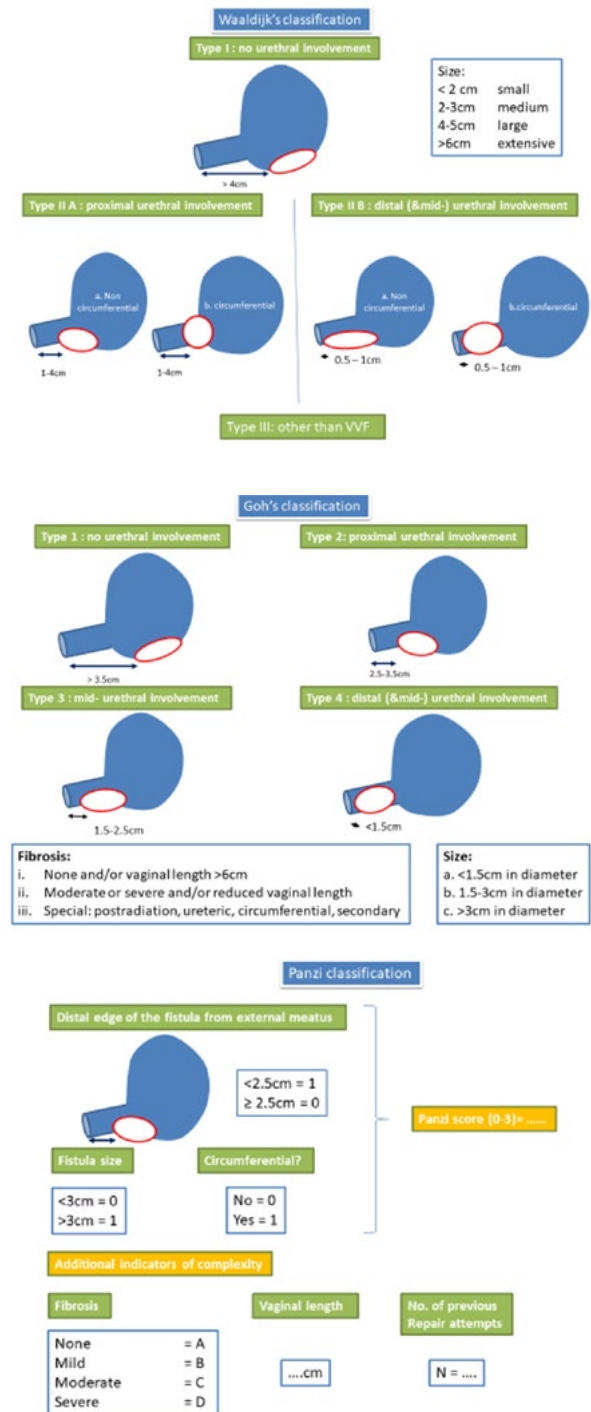 Waaldijk's classification
Type I : no urethral involvement
Size:
< 2 cm small
2-3cm medium
4-5cm large
>6cm extensive
> 4cm
Type II A : proximal urethral involvement
Type II B : distal (&mid-) urethral involvement
a. Non circumferential
b. circumferential
a. Non circumferential
b.circumferential
1-4cm
1-4cm
0.5 – 1cm
0.5 – 1cm
Type III: other than VVF
Goh's classification
Type 1 : no urethral involvement
Type 2: proximal urethral involvement
> 3.5cm
2.5-3.5cm
Type 3 : mid- urethral involvement
Type 4 : distal (&mid-) urethral involvement
1.5-2.5cm
<1.5cm
Fibrosis:
i. None and/or vaginal length >6cm
ii. Moderate or severe and/or reduced vaginal length
iii. Special: postradiation, ureteric, circumferential, secondary
Size:
a. <1.5cm in diameter
b. 1.5-3cm in diameter
c. >3cm in diameter
Panzi classification
Distal edge of the fistula from external meatus
<2.5cm = 1
≥ 2.5cm = 0
Panzi score (0-3)= ......
Fistula size
Circumferential?
<3cm = 0
>3cm = 1
No = 0
Yes = 1
Additional indicators of complexity
Fibrosis
Vaginal length
No. of previous
Repair attempts
None = A
Mild = B
Moderate = C
Severe = D
....cm
N = ....